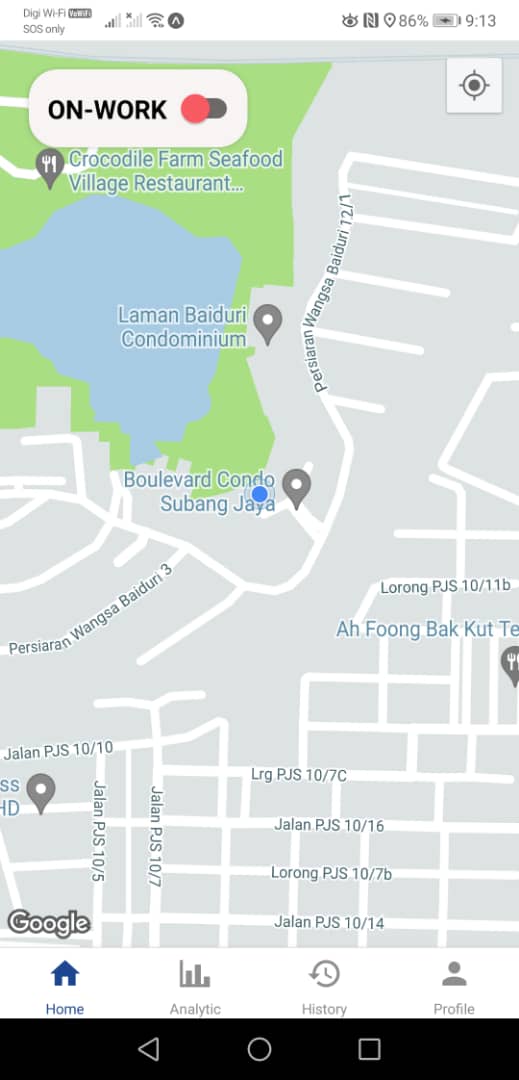 Digi Wi-Fi VoWiFi
SOS only
86%
9:13
ON-WORK
Crocodile Farm Seafood
Village Restaurant...
Persiaran Wangsa Baiduri 12/1
Laman Baiduri
Condominium
Boulevard Condo
Subang Jaya
Lorong PJS 10/11b
Persiaran Wangsa Baiduri 3
Ah Foong Bak Kut Te
Jalan PJS 10/10
Lrg PJS 10/7C
ss
HD
Jalan PJS 10/5
Jalan PJS 10/7
Jalan PJS 10/16
Lorong PJS 10/7b
Google
Jalan PJS 10/14
Home
Analytic
History
Profile